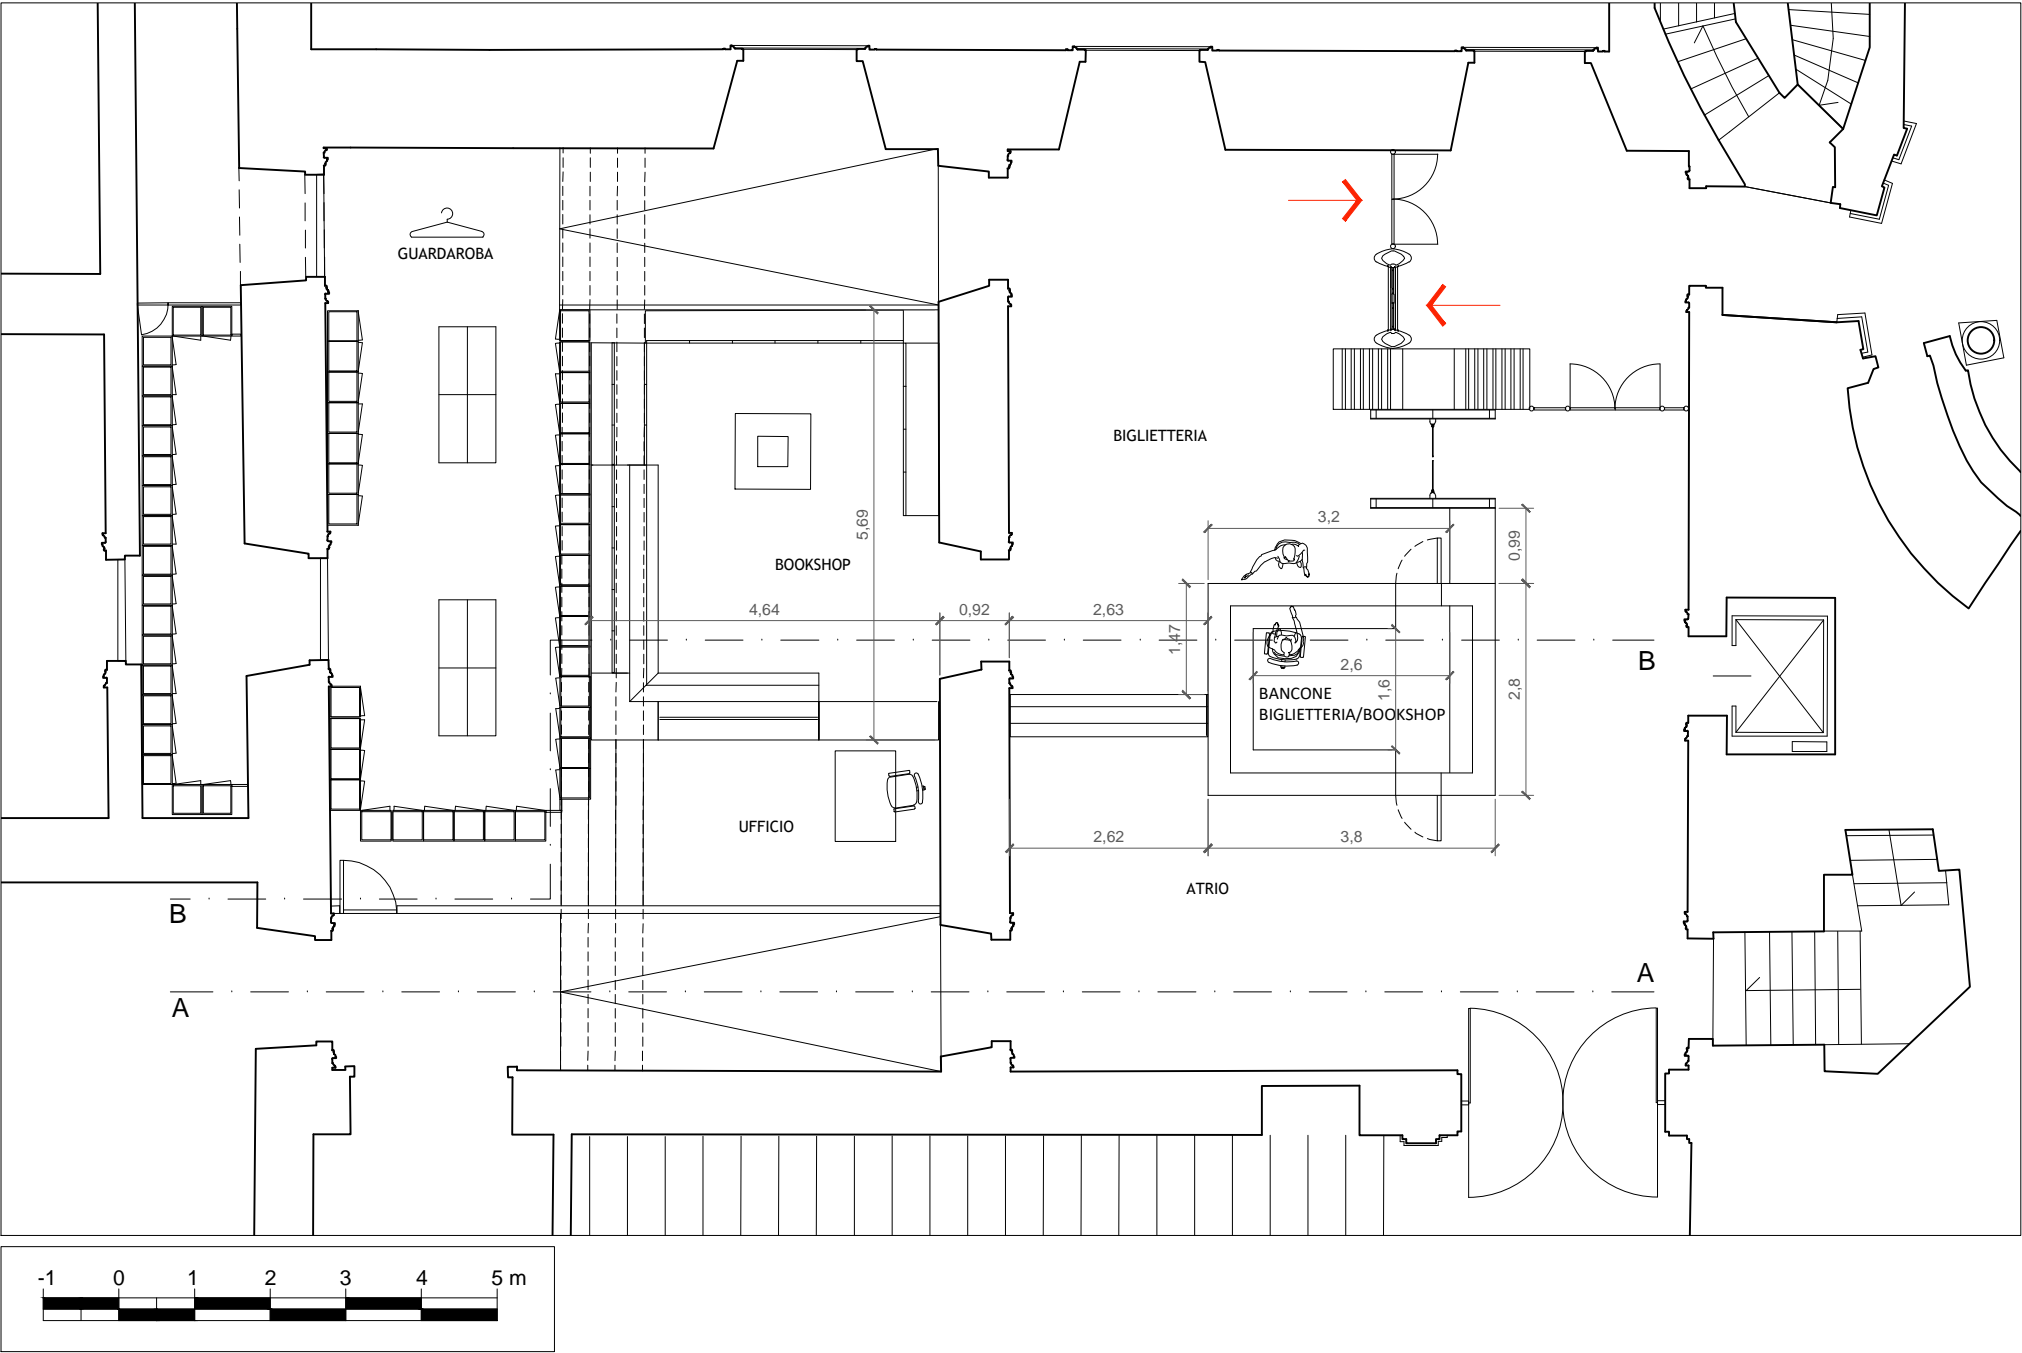 GUARDAROBA
BIGLIETTERIA
3,2
0,99
5,69
BOOKSHOP
4,64
0,92
2,63
1,47
B
2,6
1,6
2,8
BANCONE
BIGLIETTERIA/BOOKSHOP
UFFICIO
2,62
3,8
ATRIO
B
A
A
-1 0 1 2 3 4 5 m